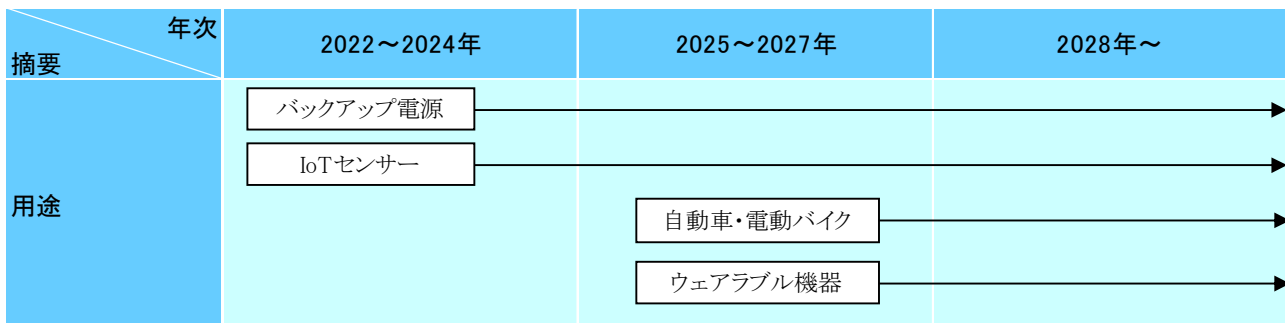 年次
摘要
2022～2024年
2025～2027年
2028年～
用途
バックアップ電源
IoTセンサー
自動車・電動バイク
ウェアラブル機器